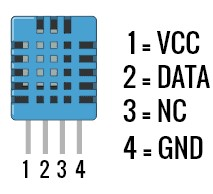 1 = VCC
2 = DATA
3 = NC
4 = GND
1 2 3 4